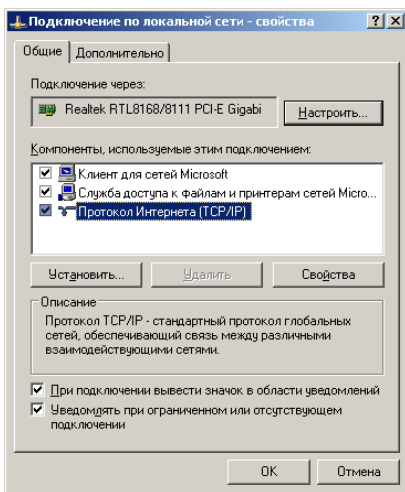 Подключение по локальной сети - свойства
Общие
Дополнительно
Подключение через:
Realtek RTL8168/8111 PCI-E Gigabi
Настроить...
Компоненты, используемые этим подключением:
Клиент для сетей Microsoft
Служба доступа к файлам и принтерам сетей Micro...
Протокол Интернета (TCP/IP)
Установить...
Удалить
Свойства
Описание
Протокол TCP/IP - стандартный протокол глобальных
сетей, обеспечивающий связь между различными
взаимодействующими сетями.
При подключении вывести значок в области уведомлений
Уведомлять при ограниченном или отсутствующем
подключении
OK
Отмена